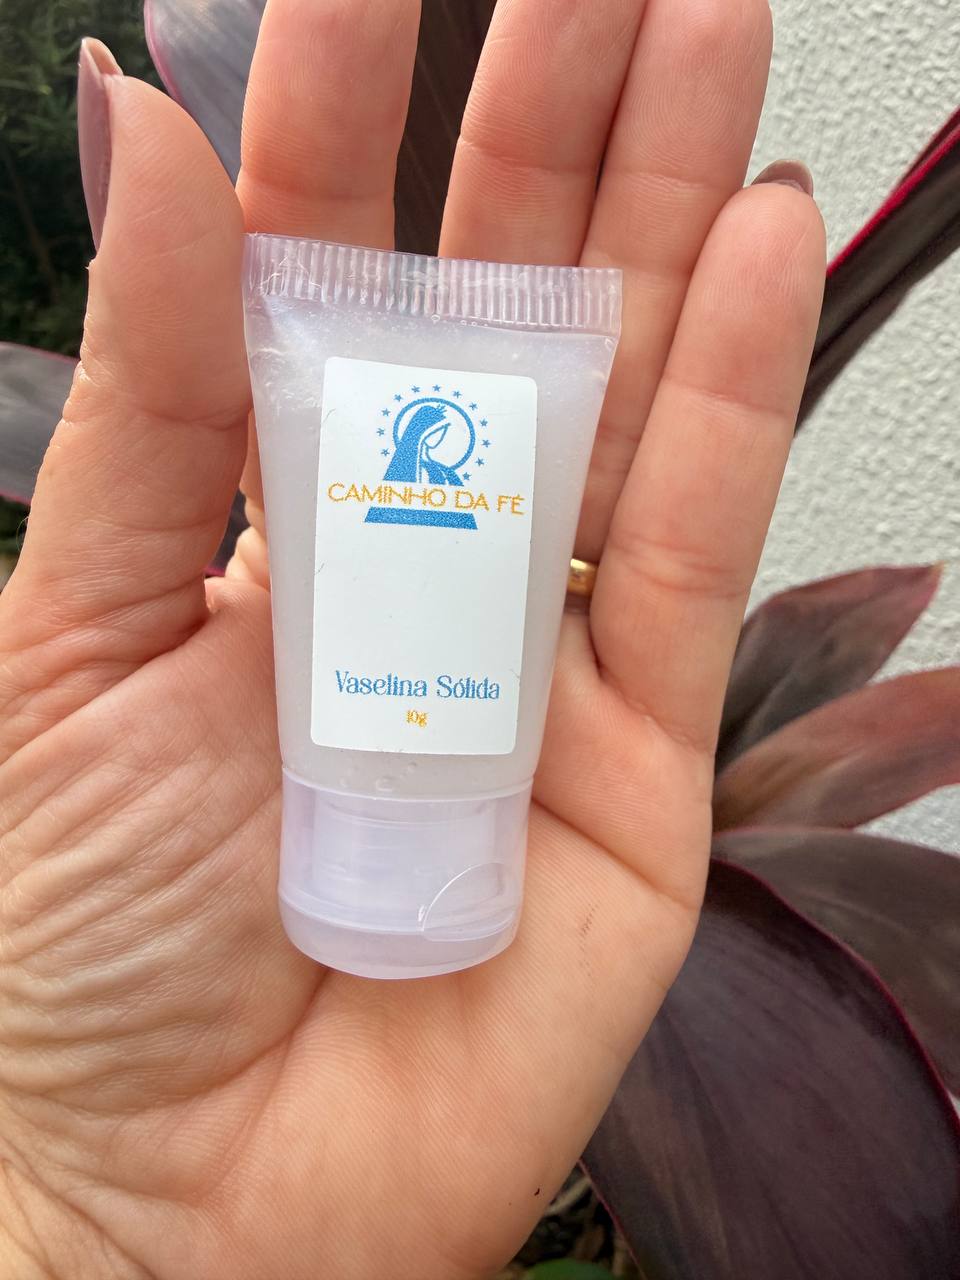 CAMINHO DA FÉ
Vaselina Sólida
10g